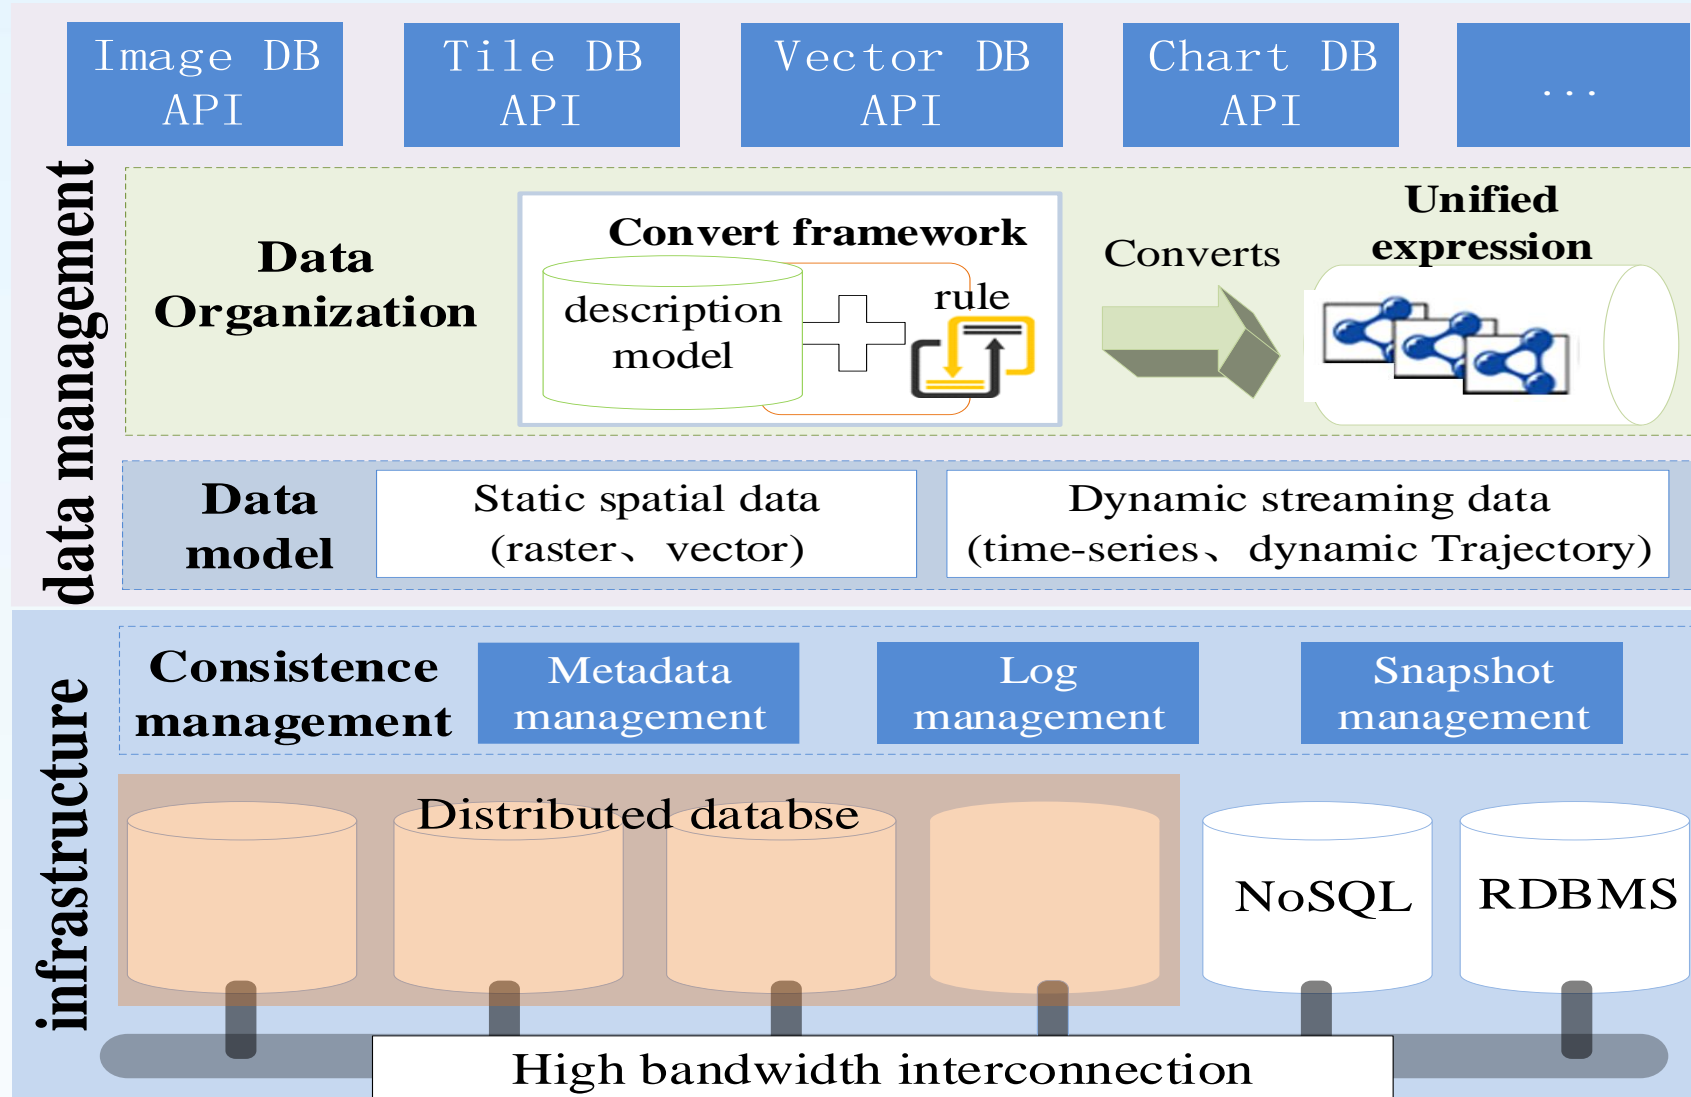 Image DB
API
Tile DB
API
Vector DB
API
Chart DB
API
...
data management
Data
Organization
Convert framework
description
model
rule
Converts
Unified
expression
Data
model
Static spatial data
(raster、vector)
Dynamic streaming data
(time-series、dynamic Trajectory)
infrastructure
Consistence
management
Metadata
management
Log
management
Snapshot
management
Distributed databse
NoSQL
RDBMS
High bandwidth interconnection